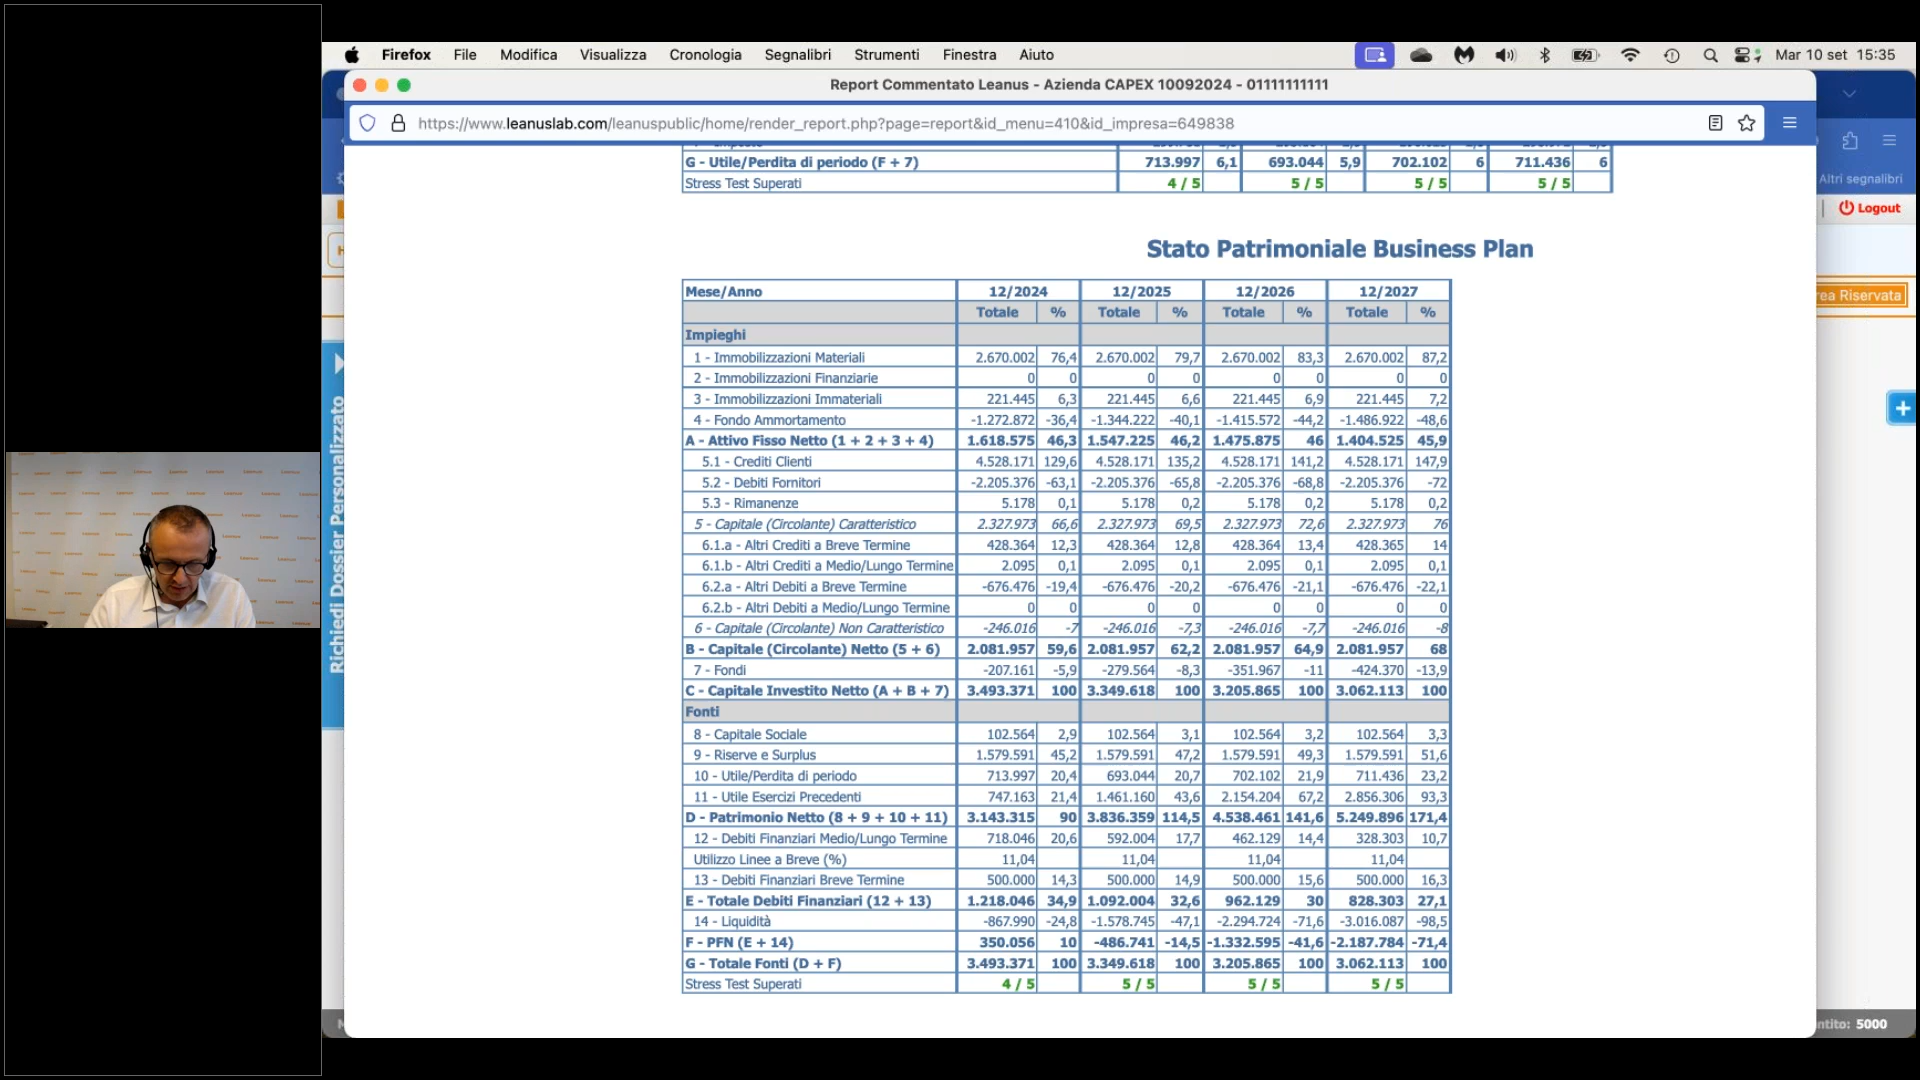 Firefox File Modifica Visualizza Cronologia Segnalibri Strumenti Finestra Aiuto Mar 10 set 15:35
Report Commentato Leanus - Azienda CAPEX 10092024 - 01111111111
https://www.leanuslab.com/leanuspublic/home/render_report.php?page=report&id_menu=410&id_impresa=649838
Altri segnalibri
Logout
rea Riservata
Richiedi Dossier Personalizzato
G - Utile/Perdita di periodo (F + 7) 713.997 6,1 693.044 5,9 702.102 6 711.436 6
Stress Test Superati 4 / 5 5 / 5 5 / 5 5 / 5
Stato Patrimoniale Business Plan
Mese/Anno 12/2024 12/2025 12/2026 12/2027
Totale % Totale % Totale % Totale %
Impieghi
1 - Immobilizzazioni Materiali 2.670.002 76,4 2.670.002 79,7 2.670.002 83,3 2.670.002 87,2
2 - Immobilizzazioni Finanziarie 0 0 0 0 0 0 0 0
3 - Immobilizzazioni Immateriali 221.445 6,3 221.445 6,6 221.445 6,9 221.445 7,2
4 - Fondo Ammortamento -1.272.872 -36,4 -1.344.222 -40,1 -1.415.572 -44,2 -1.486.922 -48,6
A - Attivo Fisso Netto (1 + 2 + 3 + 4) 1.618.575 46,3 1.547.225 46,2 1.475.875 46 1.404.525 45,9
5.1 - Crediti Clienti 4.528.171 129,6 4.528.171 135,2 4.528.171 141,2 4.528.171 147,9
5.2 - Debiti Fornitori -2.205.376 -63,1 -2.205.376 -65,8 -2.205.376 -68,8 -2.205.376 -72
5.3 - Rimanenze 5.178 0,1 5.178 0,2 5.178 0,2 5.178 0,2
5 - Capitale (Circolante) Caratteristico 2.327.973 66,6 2.327.973 69,5 2.327.973 72,6 2.327.973 76
6.1.a - Altri Crediti a Breve Termine 428.364 12,3 428.364 12,8 428.364 13,4 428.365 14
6.1.b - Altri Crediti a Medio/Lungo Termine 2.095 0,1 2.095 0,1 2.095 0,1 2.095 0,1
6.2.a - Altri Debiti a Breve Termine -676.476 -19,4 -676.476 -20,2 -676.476 -21,1 -676.476 -22,1
6.2.b - Altri Debiti a Medio/Lungo Termine 0 0 0 0 0 0 0 0
6 - Capitale (Circolante) Non Caratteristico -246.016 -7 -246.016 -7,3 -246.016 -7,7 -246.016 -8
B - Capitale (Circolante) Netto (5 + 6) 2.081.957 59,6 2.081.957 62,2 2.081.957 64,9 2.081.957 68
7 - Fondi -207.161 -5,9 -279.564 -8,3 -351.967 -11 -424.370 -13,9
C - Capitale Investito Netto (A + B + 7) 3.493.371 100 3.349.618 100 3.205.865 100 3.062.113 100
Fonti
8 - Capitale Sociale 102.564 2,9 102.564 3,1 102.564 3,2 102.564 3,3
9 - Riserve e Surplus 1.579.591 45,2 1.579.591 47,2 1.579.591 49,3 1.579.591 51,6
10 - Utile/Perdita di periodo 713.997 20,4 693.044 20,7 702.102 21,9 711.436 23,2
11 - Utile Esercizi Precedenti 747.163 21,4 1.461.160 43,6 2.154.204 67,2 2.856.306 93,3
D - Patrimonio Netto (8 + 9 + 10 + 11) 3.143.315 90 3.836.359 114,5 4.538.461 141,6 5.249.896 171,4
12 - Debiti Finanziari Medio/Lungo Termine 718.046 20,6 592.004 17,7 462.129 14,4 328.303 10,7
Utilizzo Linee a Breve (%) 11,04 11,04 11,04 11,04
13 - Debiti Finanziari Breve Termine 500.000 14,3 500.000 14,9 500.000 15,6 500.000 16,3
E - Totale Debiti Finanziari (12 + 13) 1.218.046 34,9 1.092.004 32,6 962.129 30 828.303 27,1
14 - Liquidità -867.990 -24,8 -1.578.745 -47,1 -2.294.724 -71,6 -3.016.087 -98,5
F - PFN (E + 14) 350.056 10 -486.741 -14,5 -1.332.595 -41,6 -2.187.784 -71,4
G - Totale Fonti (D + F) 3.493.371 100 3.349.618 100 3.205.865 100 3.062.113 100
Stress Test Superati 4 / 5 5 / 5 5 / 5 5 / 5
ntito: 5000